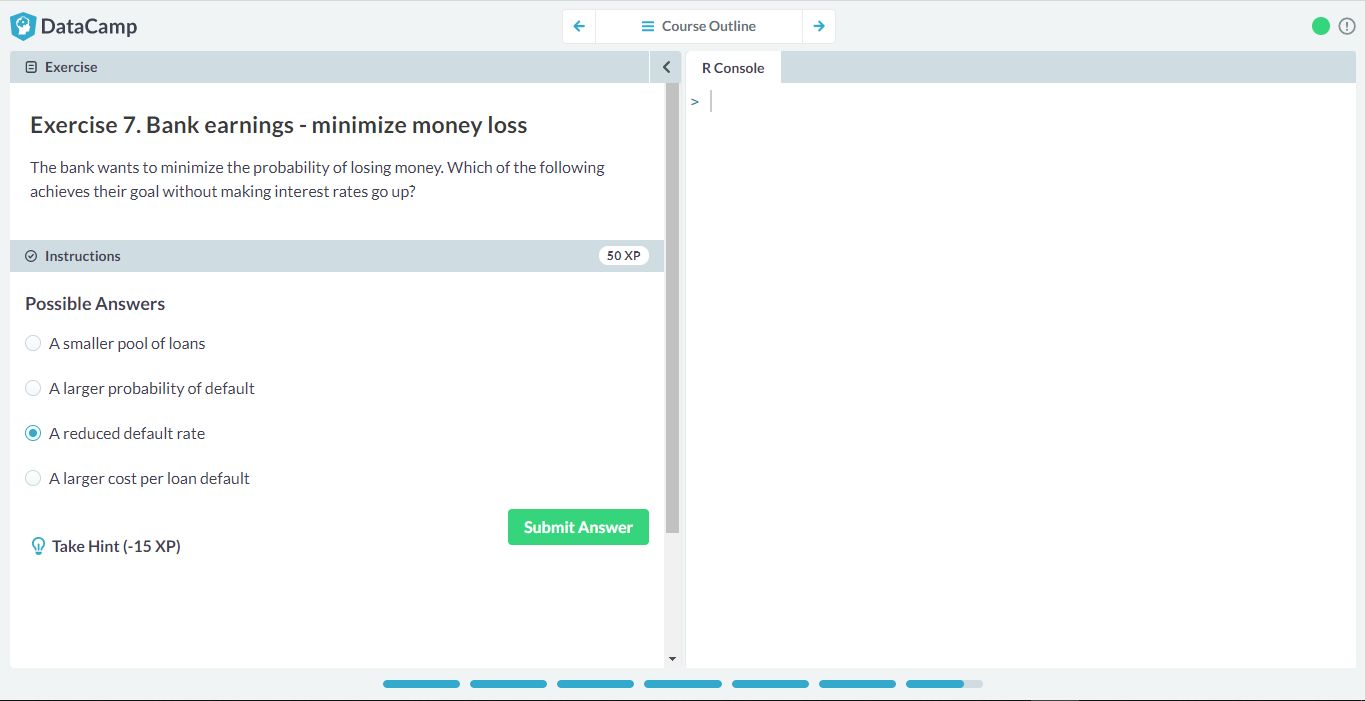 DataCamp
Course Outline
Exercise
R Console
>
Exercise 7. Bank earnings - minimize money loss
The bank wants to minimize the probability of losing money. Which of the following
achieves their goal without making interest rates go up?
Instructions
50 XP
Possible Answers
A smaller pool of loans
A larger probability of default
A reduced default rate
A larger cost per loan default
Submit Answer
Take Hint (-15 XP)